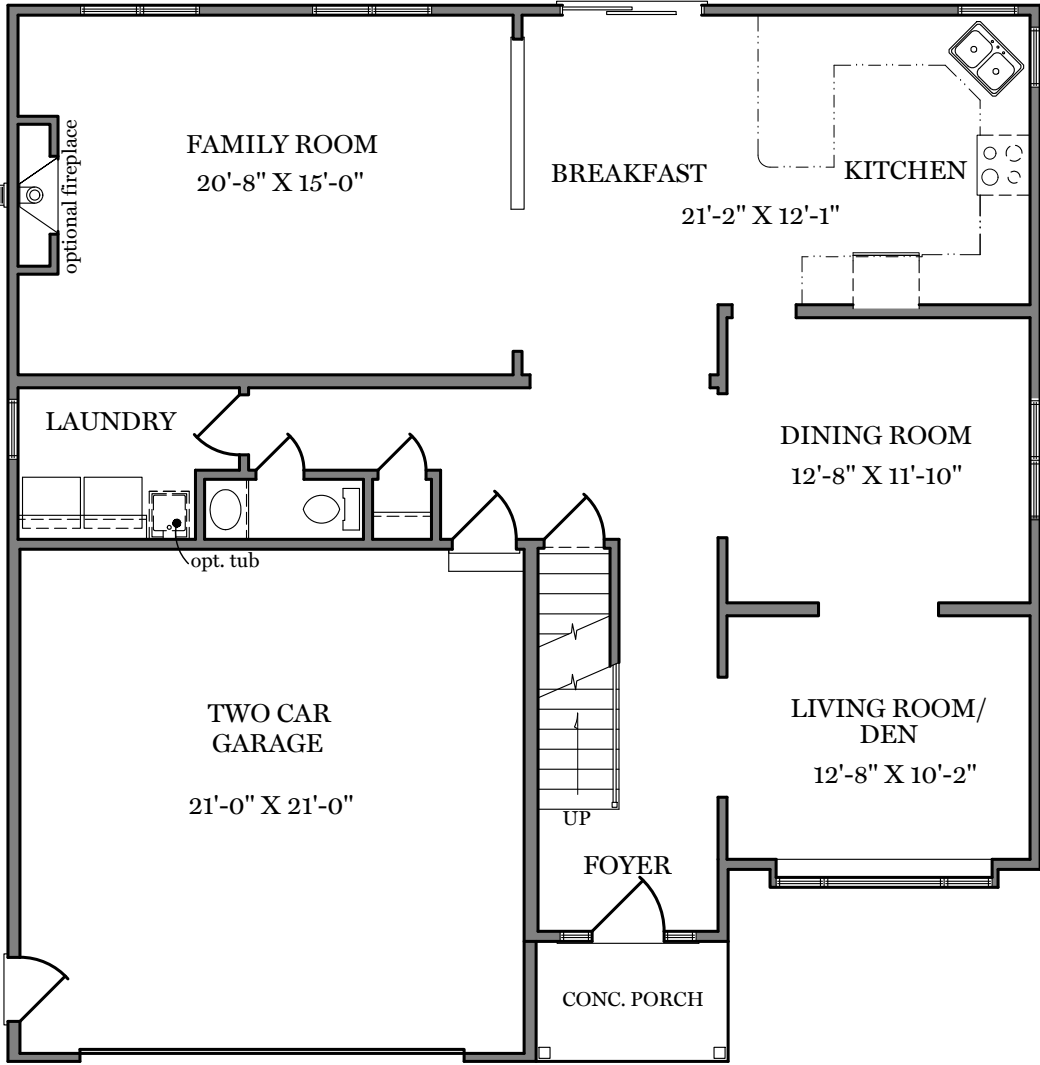 FAMILY ROOM
20'-8" X 15'-0"
optional fireplace
BREAKFAST
KITCHEN
21'-2" X 12'-1"
LAUNDRY
DINING ROOM
12'-8" X 11'-10"
opt. tub
TWO CAR
GARAGE
21'-0" X 21'-0"
LIVING ROOM/
DEN
12'-8" X 10'-2"
UP
FOYER
CONC. PORCH